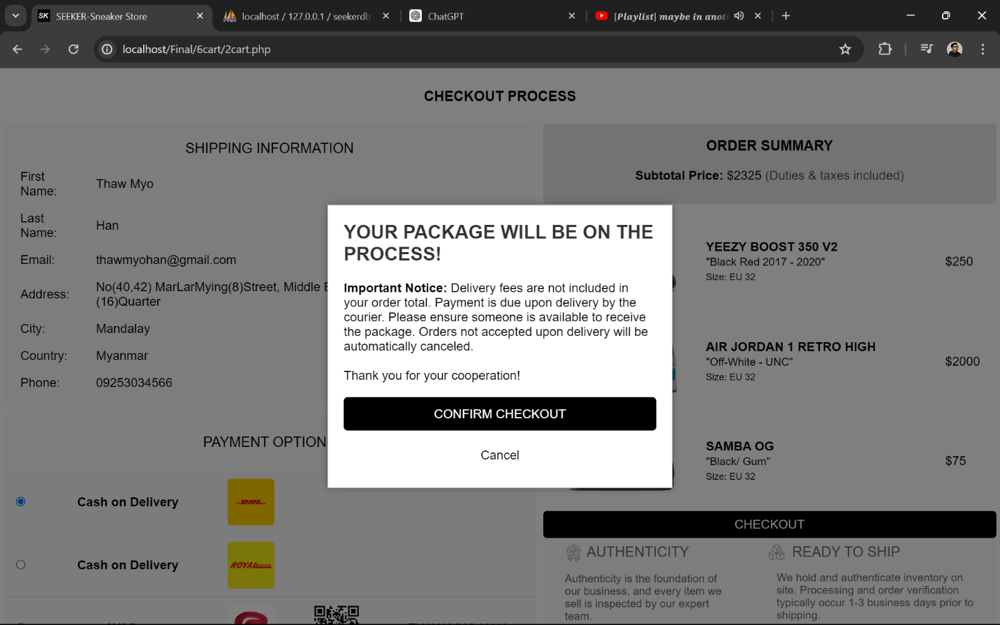 SEEKER-Sneaker Store
localhost / 127.0.0.1 / seekerdb
ChatGPT
[Playlist] maybe in anot
localhost/Final/6cart/2cart.php
CHECKOUT PROCESS
SHIPPING INFORMATION
First Name: Thaw Myo
Last Name: Han
Email: thawmyohan@gmail.com
Address: No(40,42) MarLarMying(8)Street, Middle
(16)Quarter
City: Mandalay
Country: Myanmar
Phone: 09253034566
PAYMENT OPTION
Cash on Delivery DHL
Cash on Delivery ROYAL
ORDER SUMMARY
Subtotal Price: $2325 (Duties & taxes included)
YEEZY BOOST 350 V2
"Black Red 2017 - 2020" $250
Size: EU 32
AIR JORDAN 1 RETRO HIGH
"Off-White - UNC" $2000
Size: EU 32
SAMBA OG
"Black/ Gum" $75
Size: EU 32
CHECKOUT
AUTHENTICITY
Authenticity is the foundation of
our business, and every item we
sell is inspected by our expert
team.
READY TO SHIP
We hold and authenticate inventory on
site. Processing and order verification
typically occur 1-3 business days prior to
shipping.
YOUR PACKAGE WILL BE ON THE
PROCESS!
Important Notice: Delivery fees are not included in
your order total. Payment is due upon delivery by the
courier. Please ensure someone is available to receive
the package. Orders not accepted upon delivery will be
automatically canceled.
Thank you for your cooperation!
CONFIRM CHECKOUT
Cancel